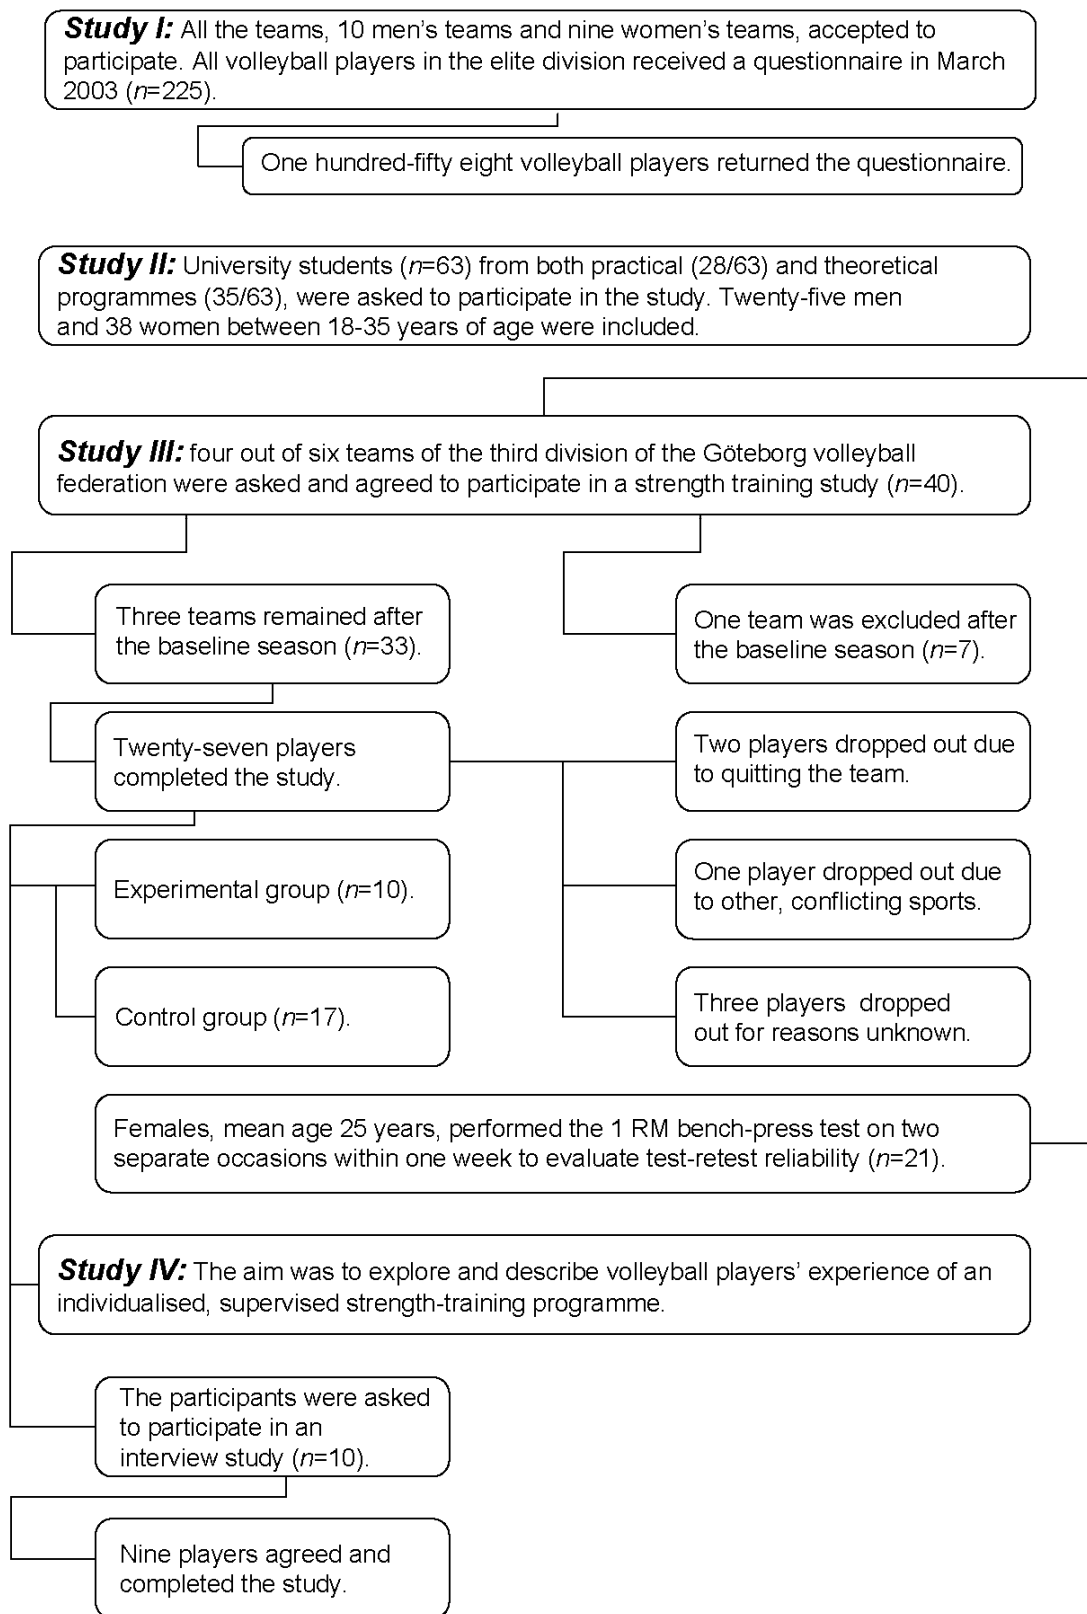 Study I: All the teams, 10 men's teams and nine women's teams, accepted to
participate. All volleyball players in the elite division received a questionnaire in March
2003 (n=225).
One hundred-fifty eight volleyball players returned the questionnaire.
Study II: University students (n=63) from both practical (28/63) and theoretical
programmes (35/63), were asked to participate in the study. Twenty-five men
and 38 women between 18-35 years of age were included.
Study III: four out of six teams of the third division of the Göteborg volleyball
federation were asked and agreed to participate in a strength training study (n=40).
Three teams remained after
the baseline season (n=33).
One team was excluded after
the baseline season (n=7).
Twenty-seven players
completed the study.
Two players dropped out due
to quitting the team.
Experimental group (n=10).
One player dropped out due
to other, conflicting sports.
Control group (n=17).
Three players dropped
out for reasons unknown.
Females, mean age 25 years, performed the 1 RM bench-press test on two
separate occasions within one week to evaluate test-retest reliability (n=21).
Study IV: The aim was to explore and describe volleyball players' experience of an
individualised, supervised strength-training programme.
The participants were asked
to participate in an
interview study (n=10).
Nine players agreed and
completed the study.